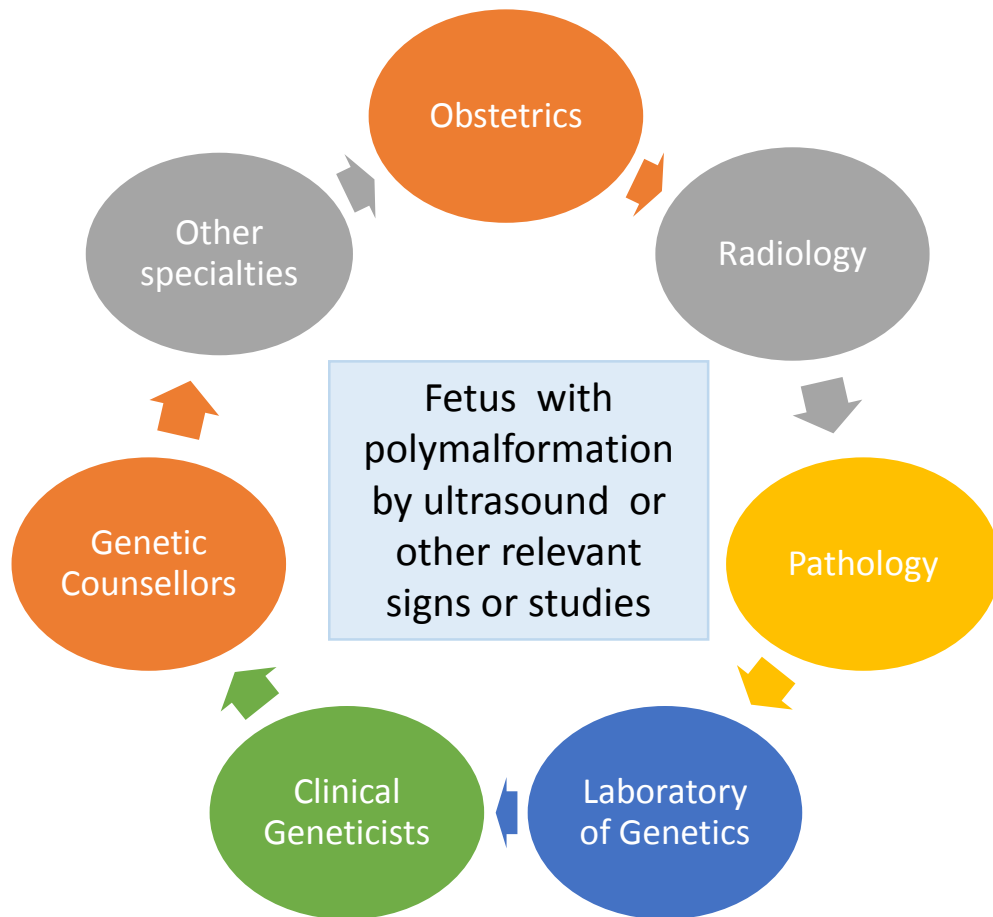 Obstetrics
Radiology
Pathology
Laboratory
of Genetics
Clinical
Geneticists
Genetic
Counsellors
Other
specialties
Fetus with
polymalformation
by ultrasound or
other relevant
signs or studies